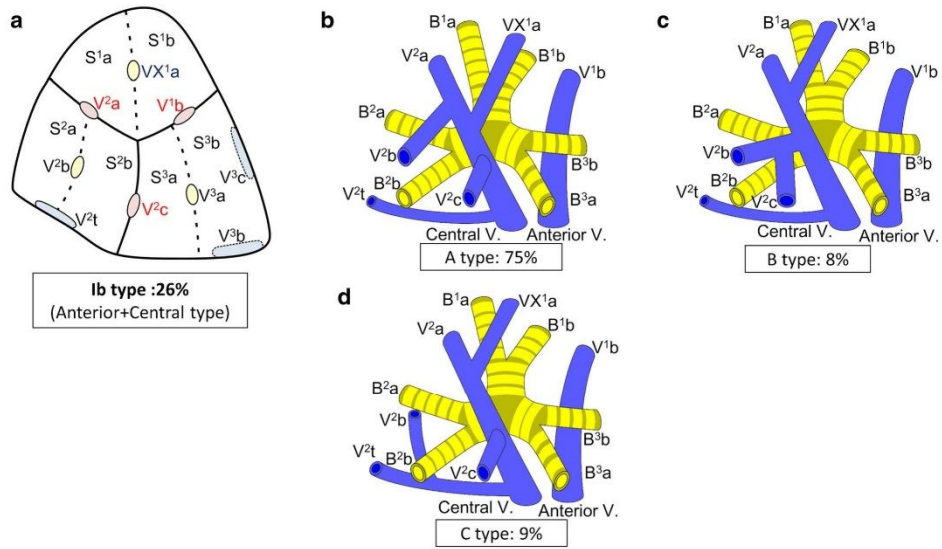 a
S¹a
S¹b
VX¹a
V²a
V¹b
S²a
S²b
S³b
V²b
S³a
V³a
V³c
V²t
V²c
V³b
Ib type :26%
(Anterior+Central type)
b
B¹a
VX¹a
V²a
B¹b
V¹b
B²a
V²b
B³b
B²b
V²t
V²c
B³a
Central V.
Anterior V.
A type: 75%
c
B¹a
VX¹a
V²a
B¹b
V¹b
B²a
V²b
B³b
B²b
V²t
V²c
B³a
Central V.
Anterior V.
B type: 8%
d
B¹a
VX¹a
V²a
B¹b
V¹b
B²a
V²b
B³b
V²t
B²b
V²c
B³a
Central V.
Anterior V.
C type: 9%